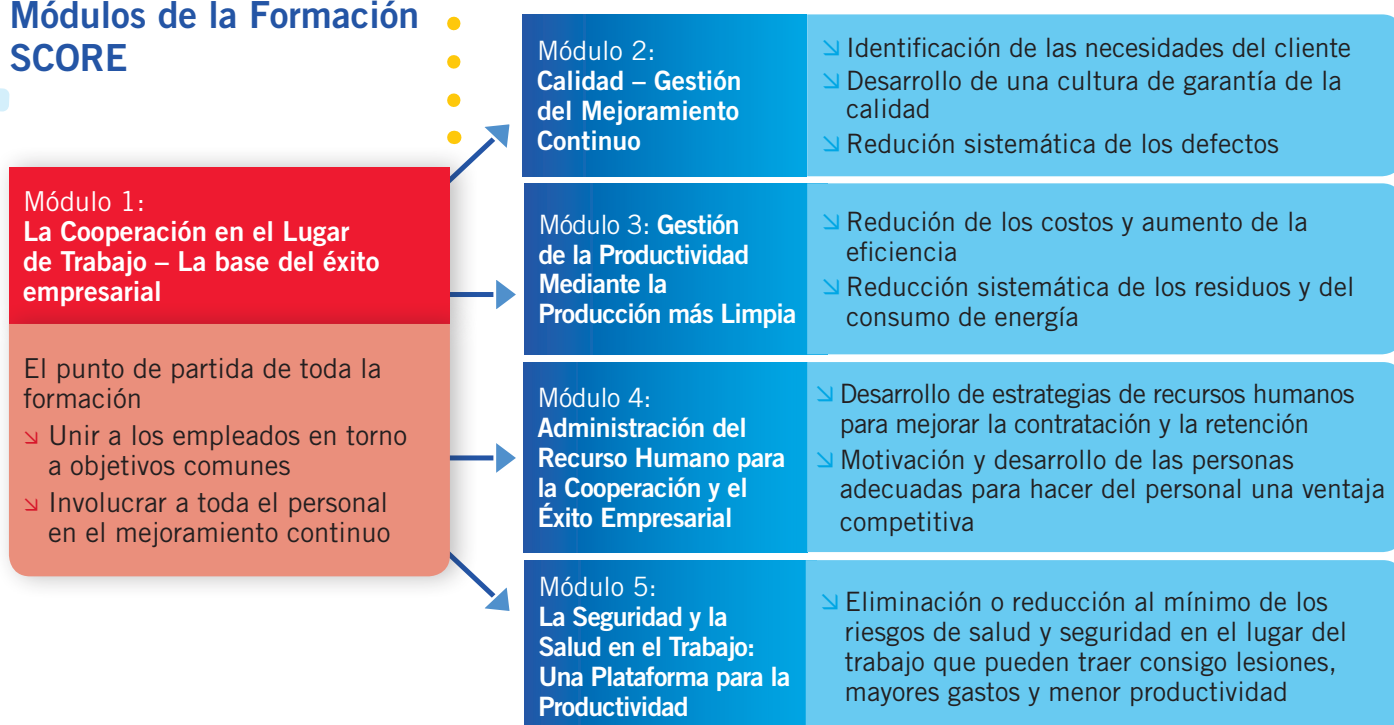 Módulos de la Formación
SCORE
Módulo 1:
La Cooperación en el Lugar
de Trabajo – La base del éxito
empresarial
El punto de partida de toda la
formación
Unir a los empleados en torno
a objetivos comunes
Involucrar a toda el personal
en el mejoramiento continuo
Módulo 2:
Calidad – Gestión
del Mejoramiento
Continuo
Identificación de las necesidades del cliente
Desarrollo de una cultura de garantía de la
calidad
Redución sistemática de los defectos
Módulo 3: Gestión
de la Productividad
Mediante la
Producción más Limpia
Redución de los costos y aumento de la
eficiencia
Reducción sistemática de los residuos y del
consumo de energía
Módulo 4:
Administración del
Recurso Humano para
la Cooperación y el
Éxito Empresarial
Desarrollo de estrategias de recursos humanos
para mejorar la contratación y la retención
Motivación y desarrollo de las personas
adecuadas para hacer del personal una ventaja
competitiva
Módulo 5:
La Seguridad y la
Salud en el Trabajo:
Una Plataforma para la
Productividad
Eliminación o reducción al mínimo de los
riesgos de salud y seguridad en el lugar del
trabajo que pueden traer consigo lesiones,
mayores gastos y menor productividad